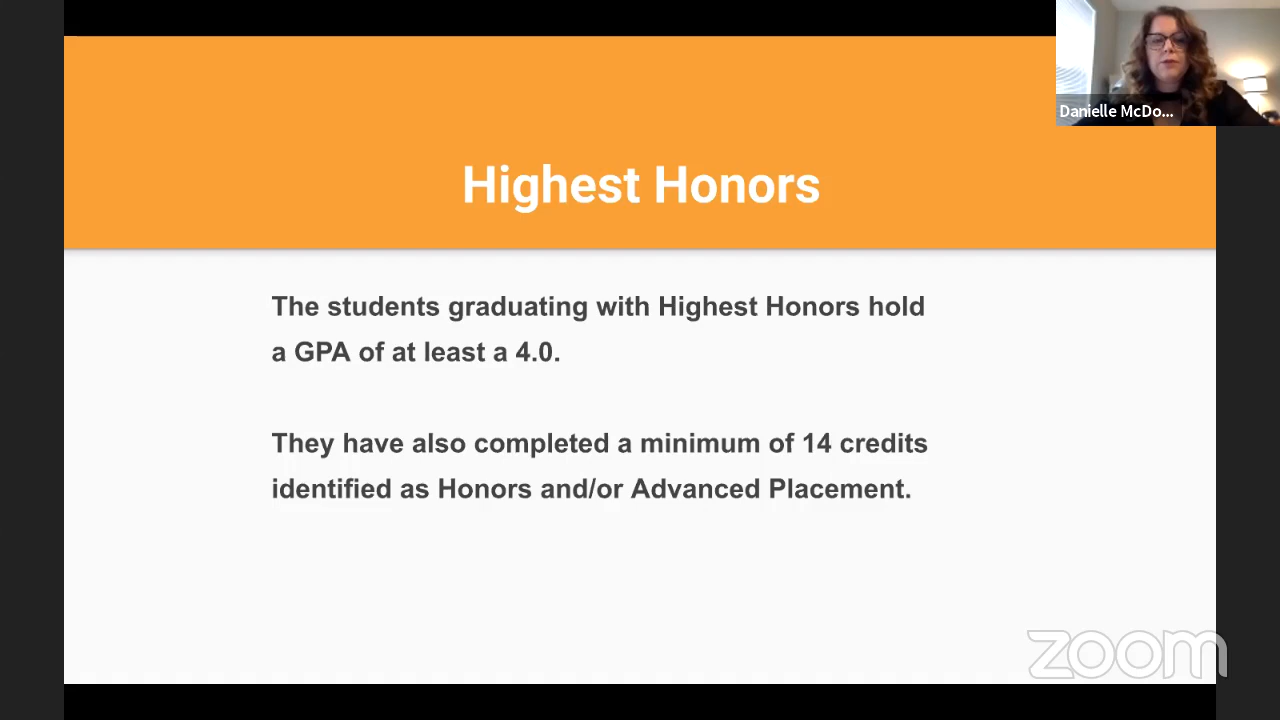 Danielle McDo...
Highest Honors
The students graduating with Highest Honors hold
a GPA of at least a 4.0.
They have also completed a minimum of 14 credits
identified as Honors and/or Advanced Placement.
zoom